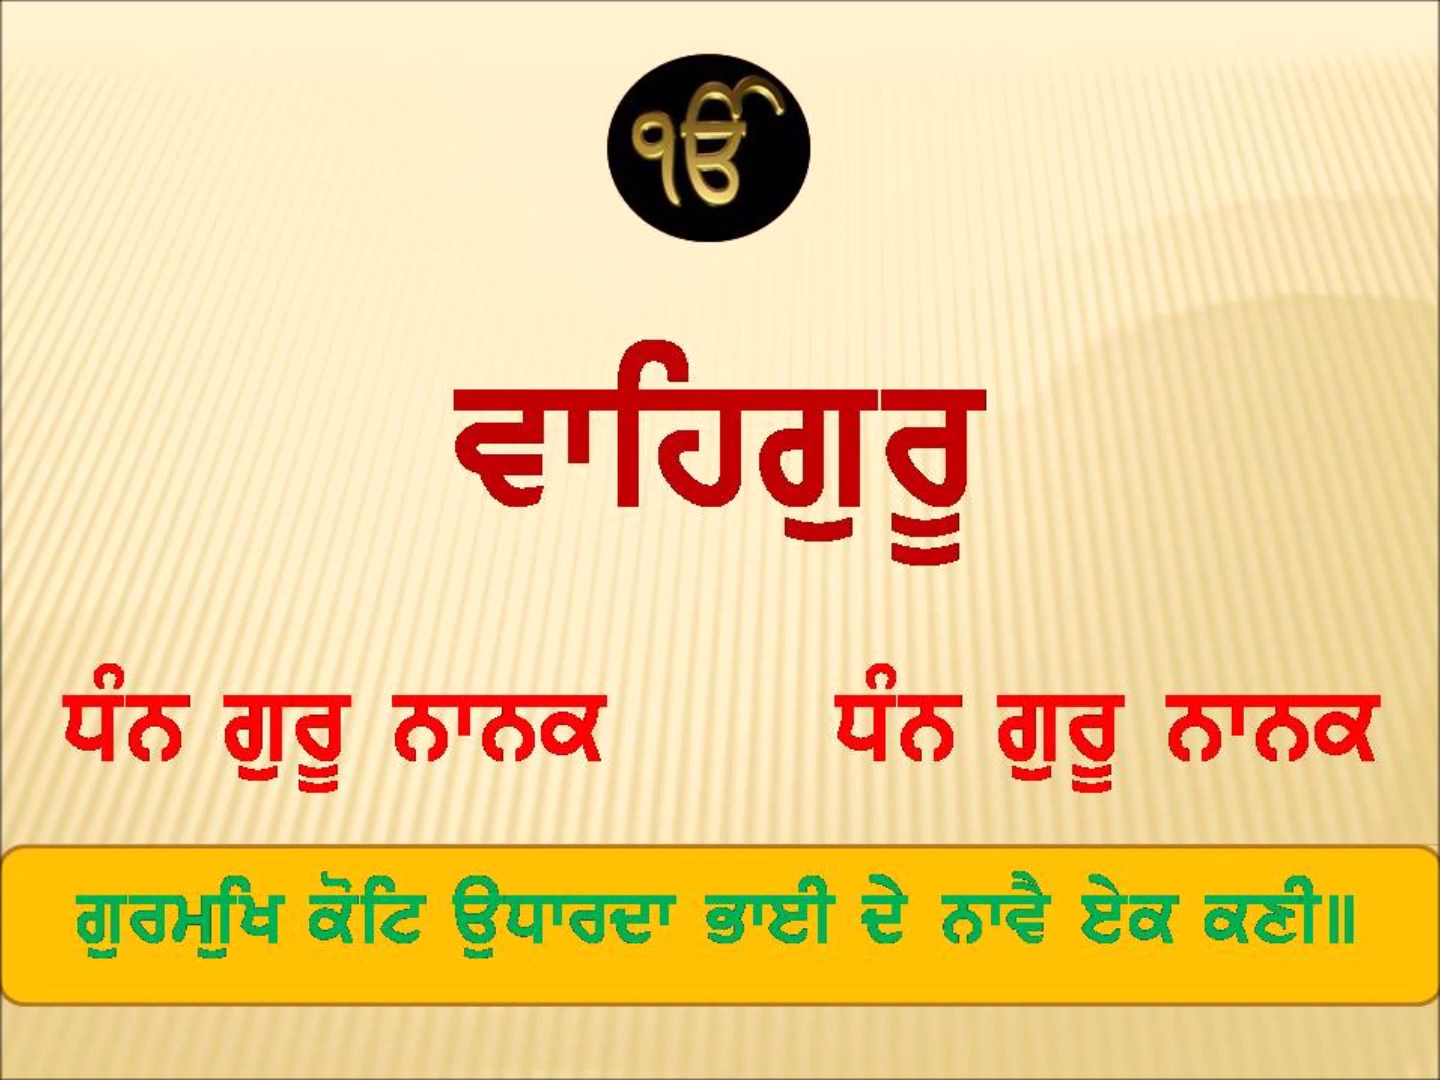 ੴ
ਵਾਹਿਗੁਰੂ
ਧੰਨ ਗੁਰੂ ਨਾਨਕ ਧੰਨ ਗੁਰੂ ਨਾਨਕ
ਗੁਰਮੁਖਿ ਕੋਟਿ ਉਧਾਰਦਾ ਭਾਈ ਦੇ ਨਾਵੈ ਏਕ ਕਣੀ॥